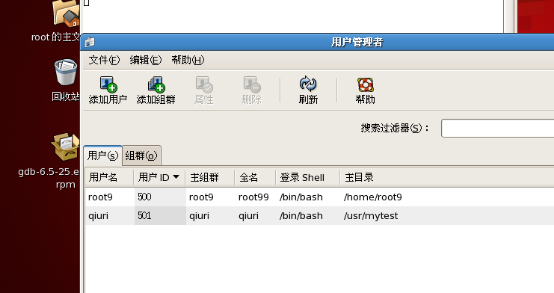 root 的主文
用户管理者
文件(F) 编辑(E) 帮助(H)
回收站
添加用户 添加组群 属性 删除 刷新 帮助
搜索过滤器(S)：
用户(s) 组群(o)
gdb-6.5-25.e
rpm
用户名 用户 ID 主组群 全名 登录 Shell 主目录
root9 500 root9 root99 /bin/bash /home/root9
qiuri 501 qiuri qiuri /bin/bash /usr/mytest